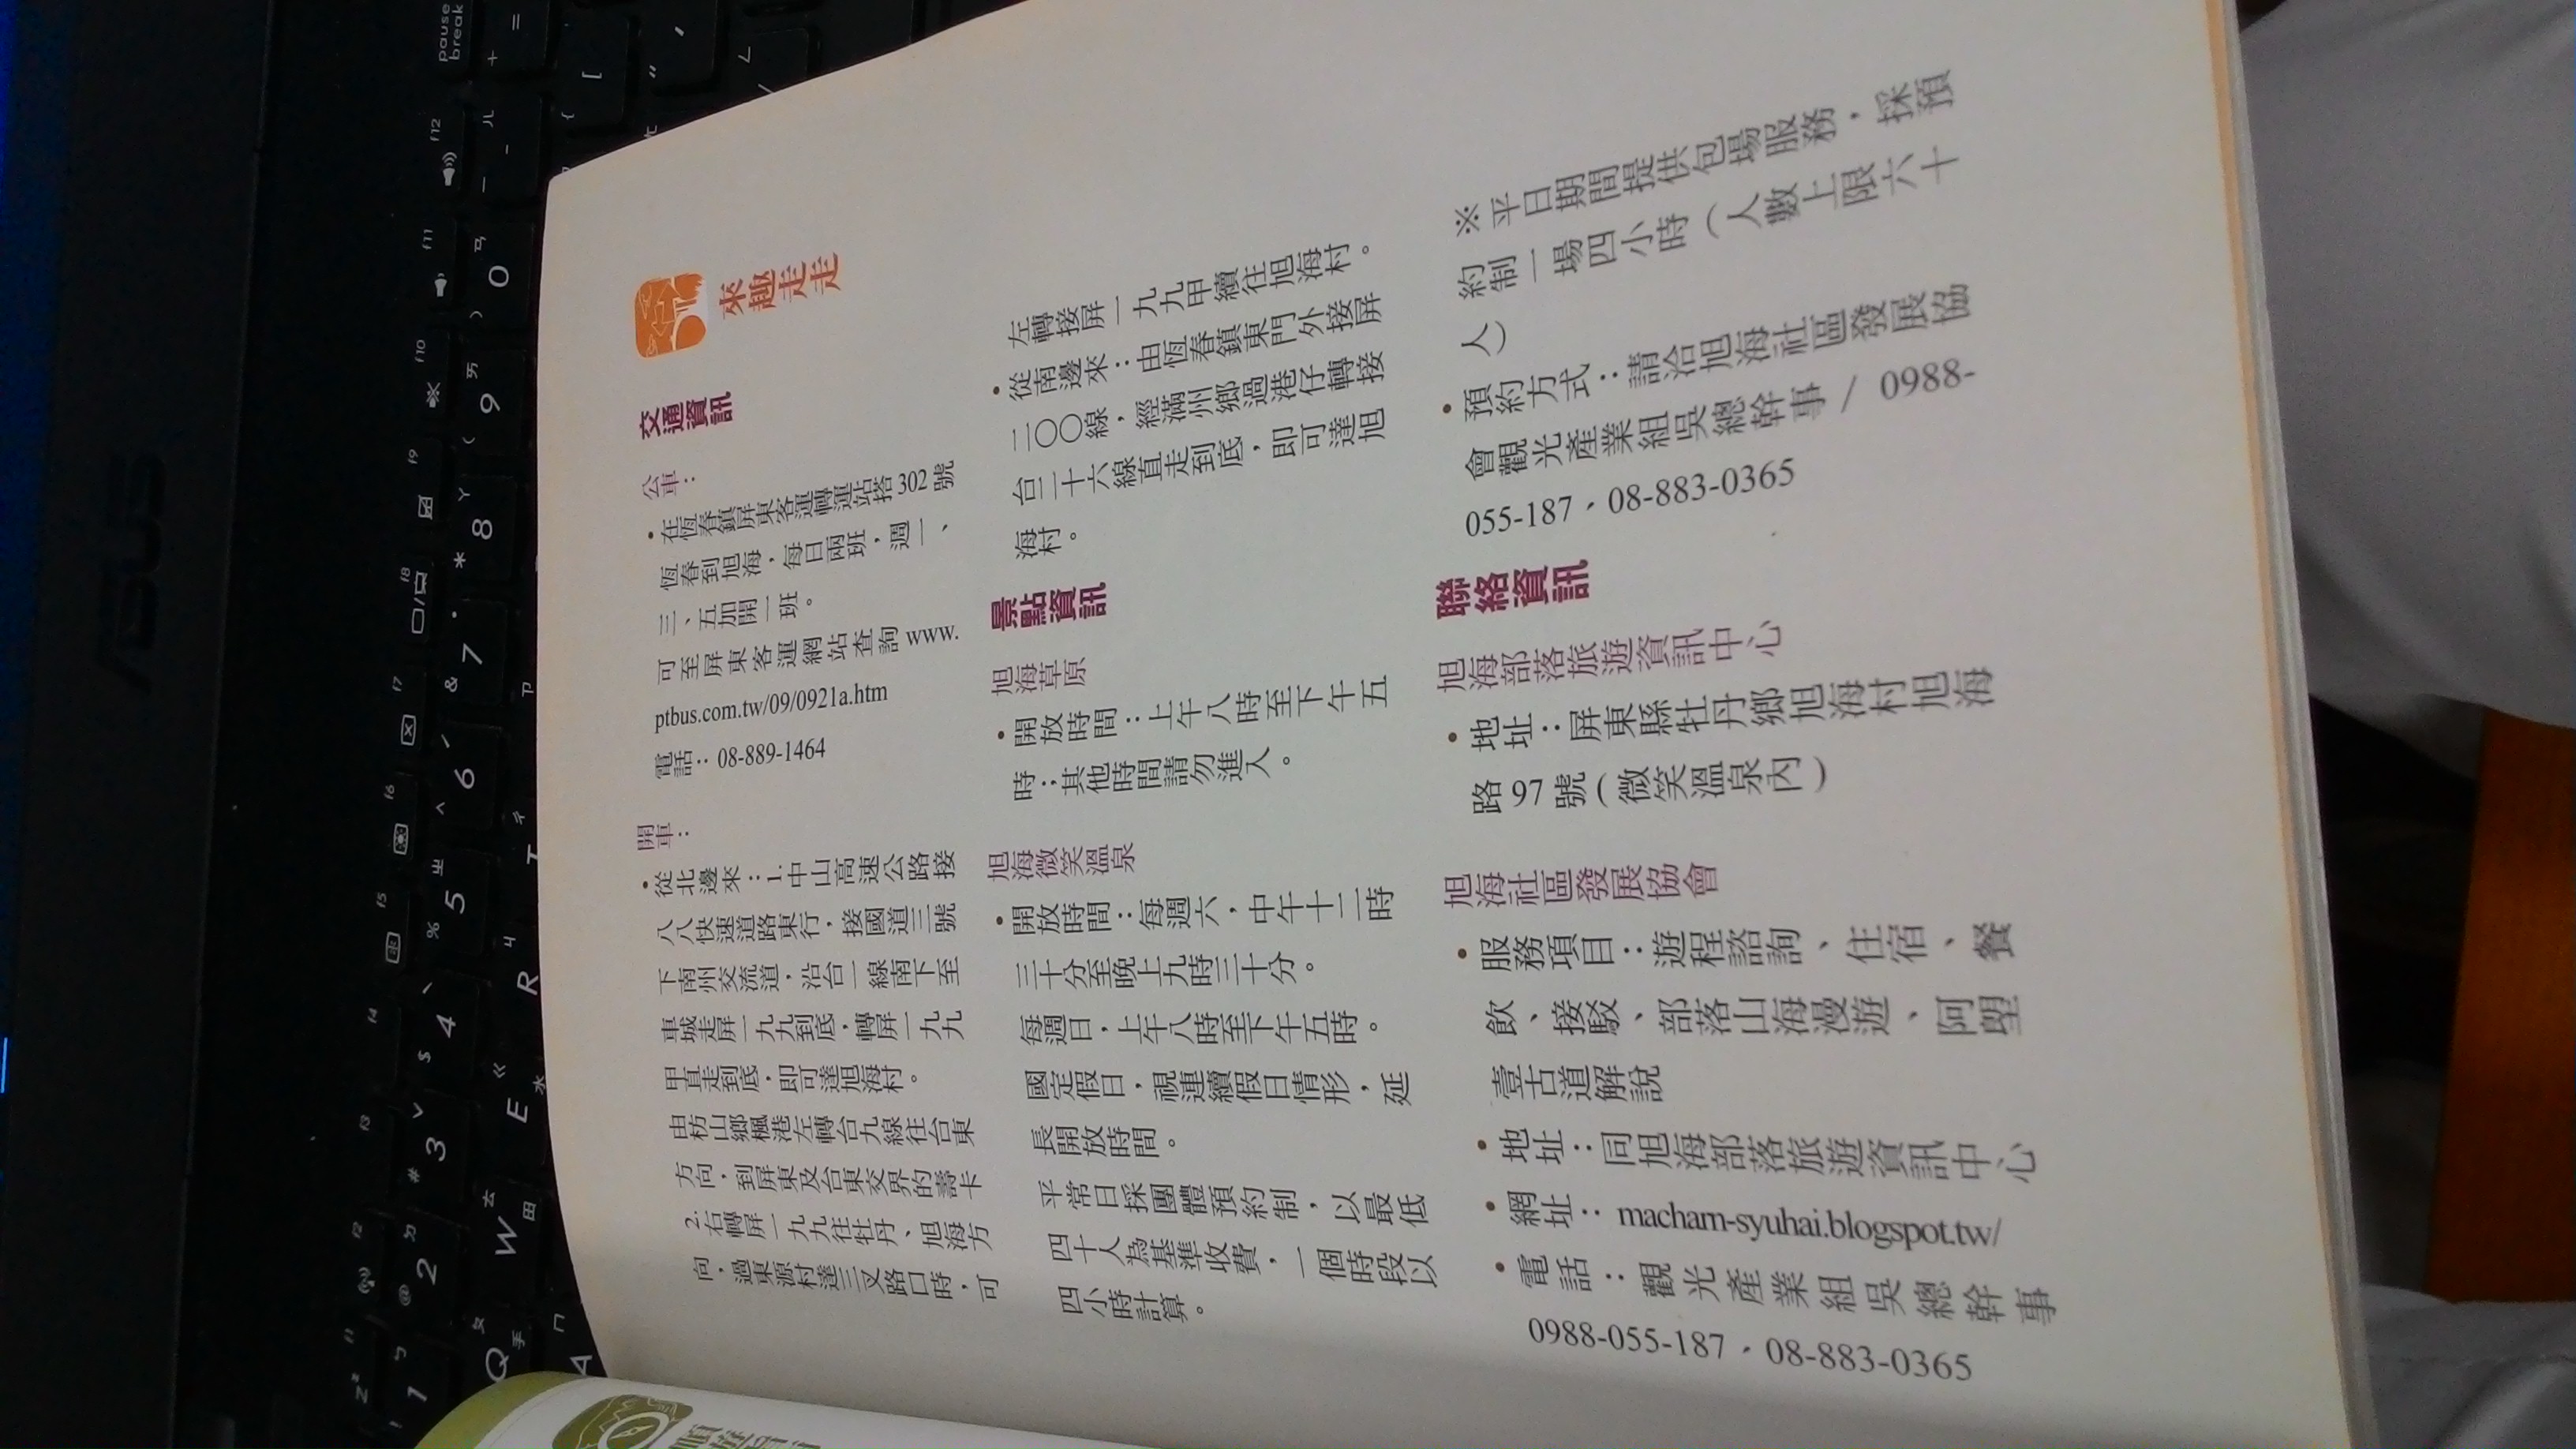 來趣走走
交通資訊
公車：
•在恆春鎮屏東客運轉運站搭302號
恆春到旭海，每日兩班，週一、
三、五加開一班。
可至屏東客運網站查詢www.
ptbus.com.tw/09/0921a.htm
電話：08-889-1464
開車：
•從北邊來：1.中山高速公路接
八八快速道路東行，接國道三號
下南州交流道，沿台一線南下至
車城走屏一九九到底，轉屏一九九
甲直走到底，即可達旭海村。
由枋山鄉楓港左轉台九線往台東
方向，到屏東及台東交界的壽卡
2.右轉屏一九九往牡丹、旭海方
向，過東源村達三叉路口時，可
左轉接屏一九九甲續往旭海村。
•從南邊來：由恆春鎮東門外接屏
二〇〇線，經滿州鄉過港仔轉接
台二十六線直走到底，即可達旭
海村。
景點資訊
旭海草原
•開放時間：上午八時至下午五
時；其他時間請勿進入。
旭海微笑溫泉
•開放時間：每週六，中午十二時
三十分至晚上九時三十分。
每週日，上午八時至下午五時。
國定假日，視連續假日情形，延
長開放時間。
平常日採團體預約制，以最低
四十人為基準收費，一個時段以
四小時計算。
※平日期間提供包場服務，採預
約制一場四小時（人數上限六十
人）
•預約方式：請洽旭海社區發展協
會觀光產業組吳總幹事/0988-
055-187、08-883-0365
聯絡資訊
旭海部落旅遊資訊中心
•地址：屏東縣牡丹鄉旭海村旭海
路97號(微笑溫泉內)
旭海社區發展協會
•服務項目：遊程諮詢、住宿、餐
飲、接駁、部落山海漫遊、阿塱
壹古道解說
•地址：同旭海部落旅遊資訊中心
•網址：macham-syuhai.blogspot.tw/
•電話：觀光產業組吳總幹事
0988-055-187、08-883-0365
ASUS
f1 f2 f3 f4 f5 f6 f7 f8 f9 f10 f11 f12 pause break
1 2 3 4 5 6 7 8 9 0
Q W E R
A